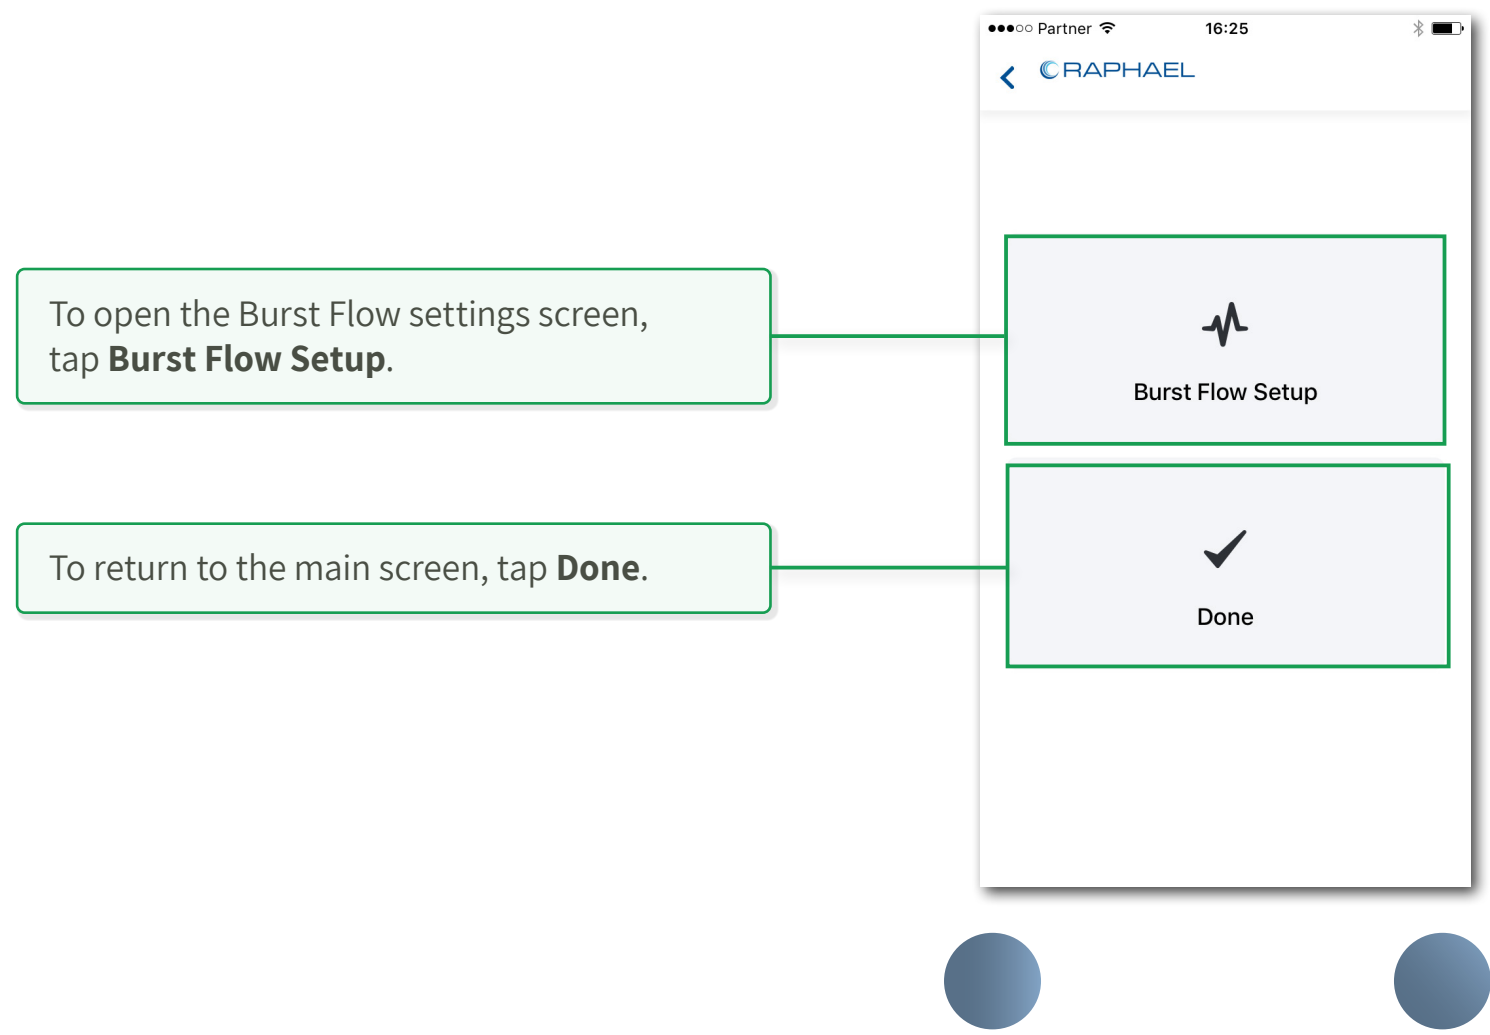 Partner
16:25
RAPHAEL
To open the Burst Flow settings screen,
tap Burst Flow Setup.
Burst Flow Setup
To return to the main screen, tap Done.
Done